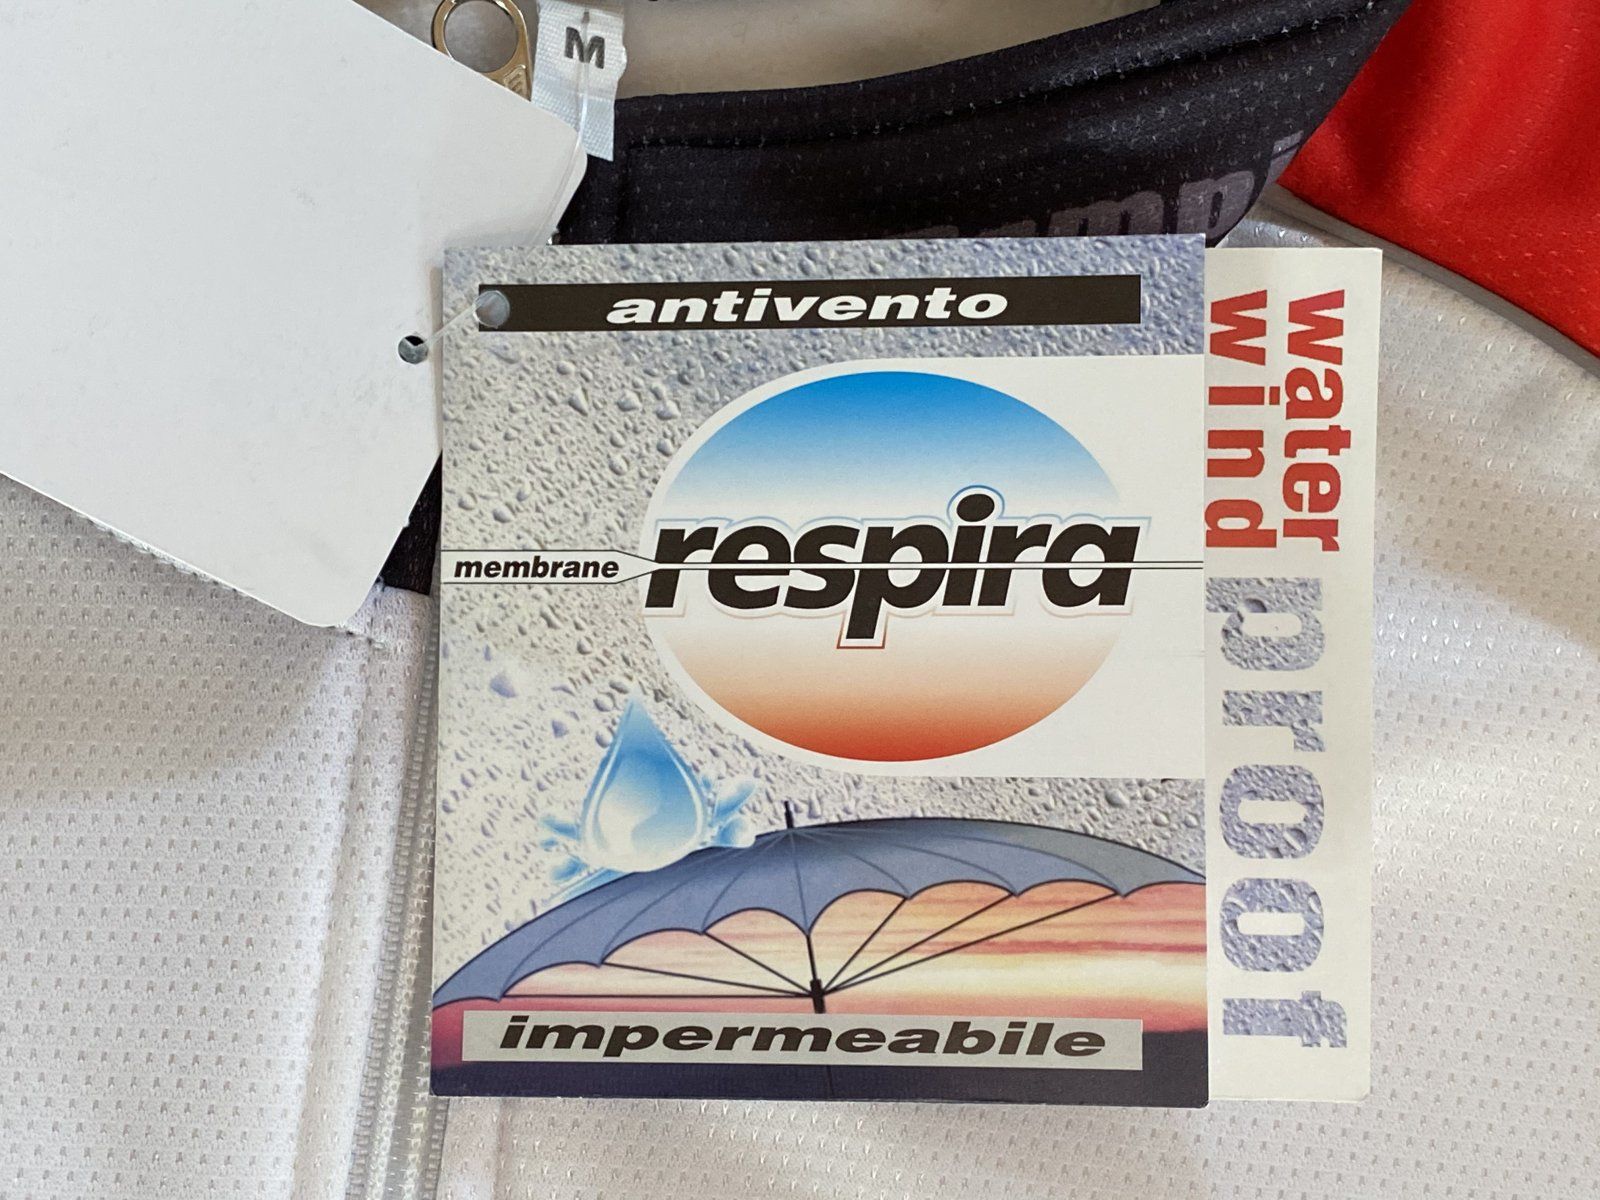 M
antivento
membrane
respira
impermeabile
water
wind
proof